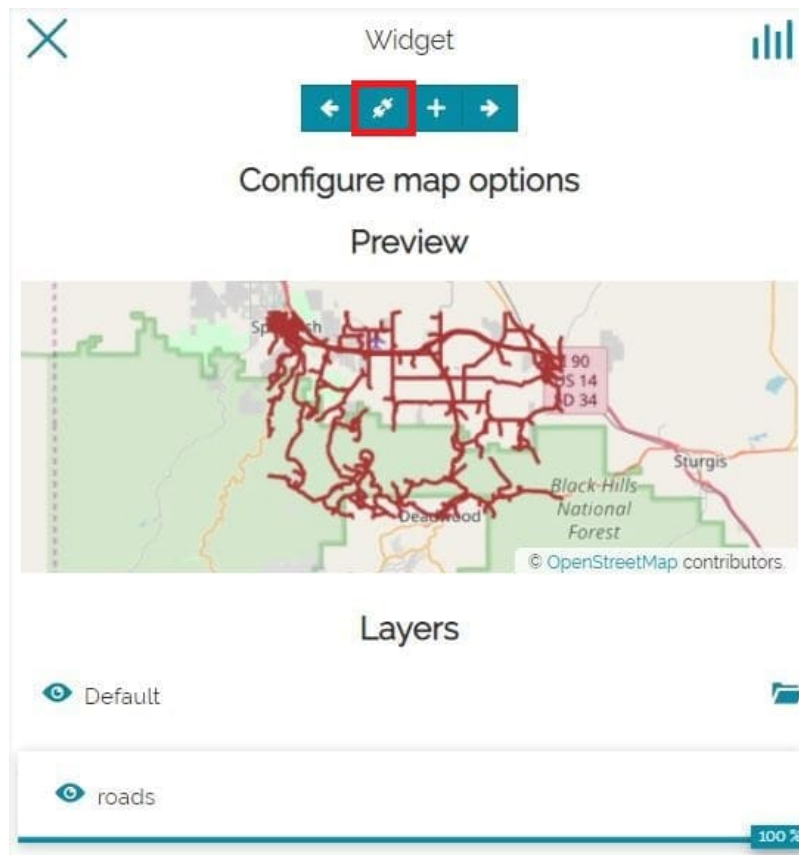 Widget
Configure map options
Preview
90
US 14
SD 34
Sturgis
Black Hills
National
Forest
Deadwood
© OpenStreetMap contributors.
Layers
Default
roads
100 %